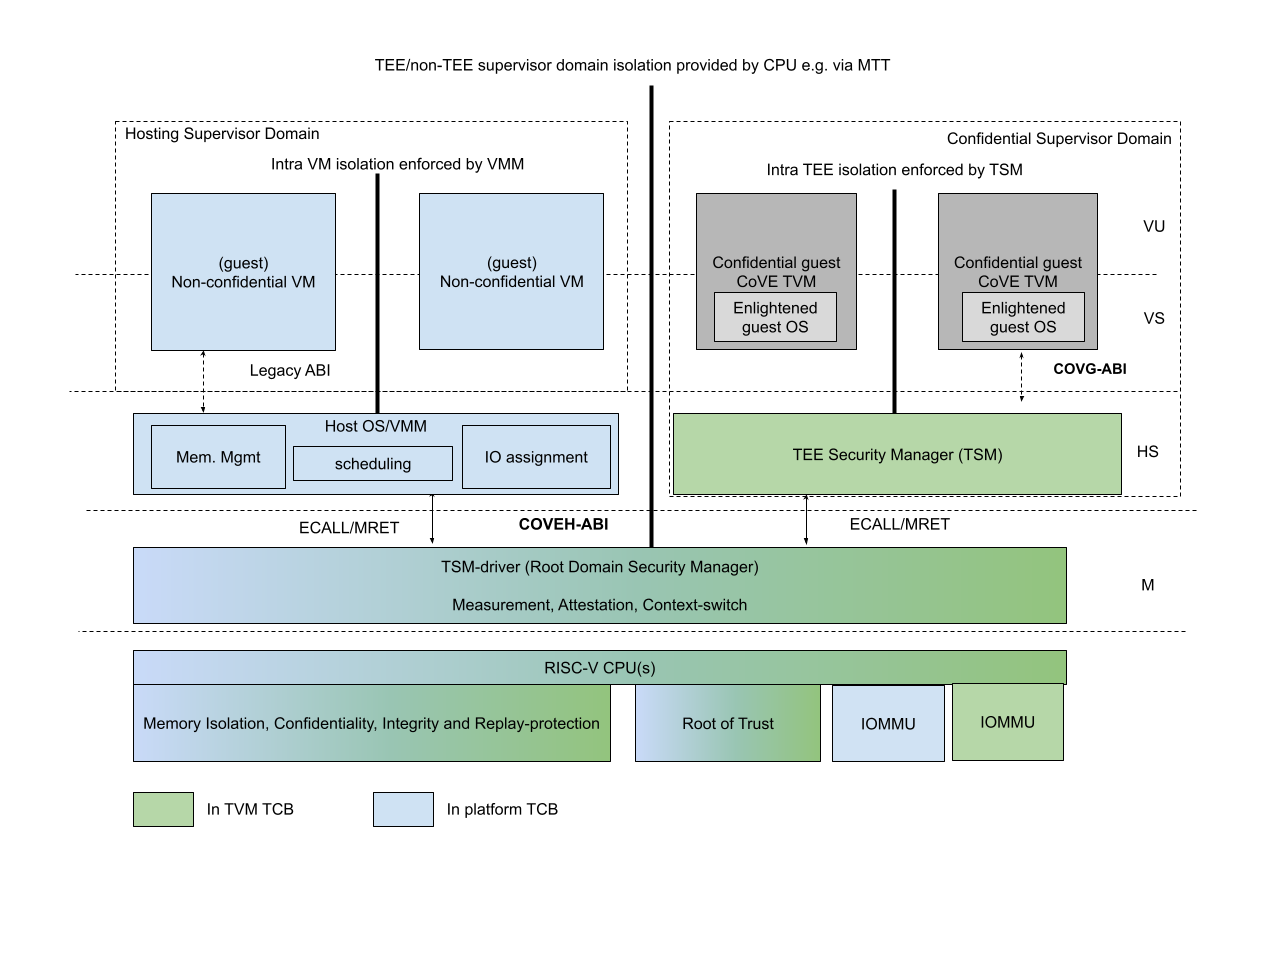 TEE/non-TEE supervisor domain isolation provided by CPU e.g. via MTT
Hosting Supervisor Domain
Confidential Supervisor Domain
Intra VM isolation enforced by VMM
Intra TEE isolation enforced by TSM
VU
(guest)
Non-confidential VM
(guest)
Non-confidential VM
Confidential guest
CoVE TVM
Enlightened
guest OS
Confidential guest
CoVE TVM
Enlightened
guest OS
VS
Legacy ABI
COVG-ABI
Host OS/VMM
Mem. Mgmt
scheduling
IO assignment
TEE Security Manager (TSM)
HS
ECALL/MRET
COVEH-ABI
ECALL/MRET
TSM-driver (Root Domain Security Manager)
Measurement, Attestation, Context-switch
M
RISC-V CPU(s)
Memory Isolation, Confidentiality, Integrity and Replay-protection
Root of Trust
IOMMU
IOMMU
In TVM TCB
In platform TCB